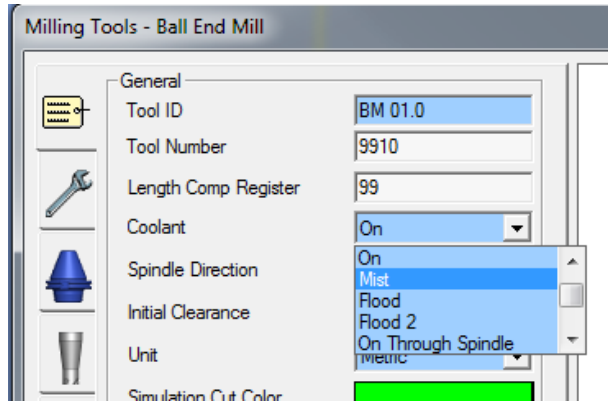 Milling Tools - Ball End Mill
General
Tool ID BM 01.0
Tool Number 9910
Length Comp Register 99
Coolant On
On
Spindle Direction
Mist
Flood
Initial Clearance
Flood 2
On Through Spindle
Unit Metric
Simulation Cut Color